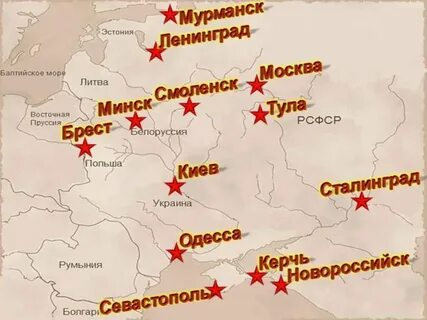 Мурманск
Эстония
Ленинград
Балтийское море
Литва
Москва
Смоленск
Минск
Тула
Восточная
Пруссия
РСФСР
Брест
Белоруссия
Польша
Киев
Сталинград
Украина
Одесса
Румыния
Керчь
Новороссийск
Севастополь
Болгар